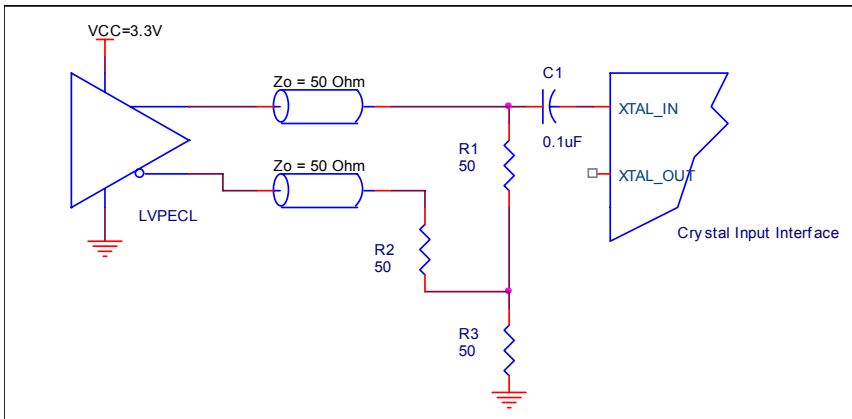 VCC=3.3V
Zo = 50 Ohm
C1
0.1uF
XTAL_IN
R1
50
Zo = 50 Ohm
XTAL_OUT
LVPECL
R2
50
Crystal Input Interface
R3
50